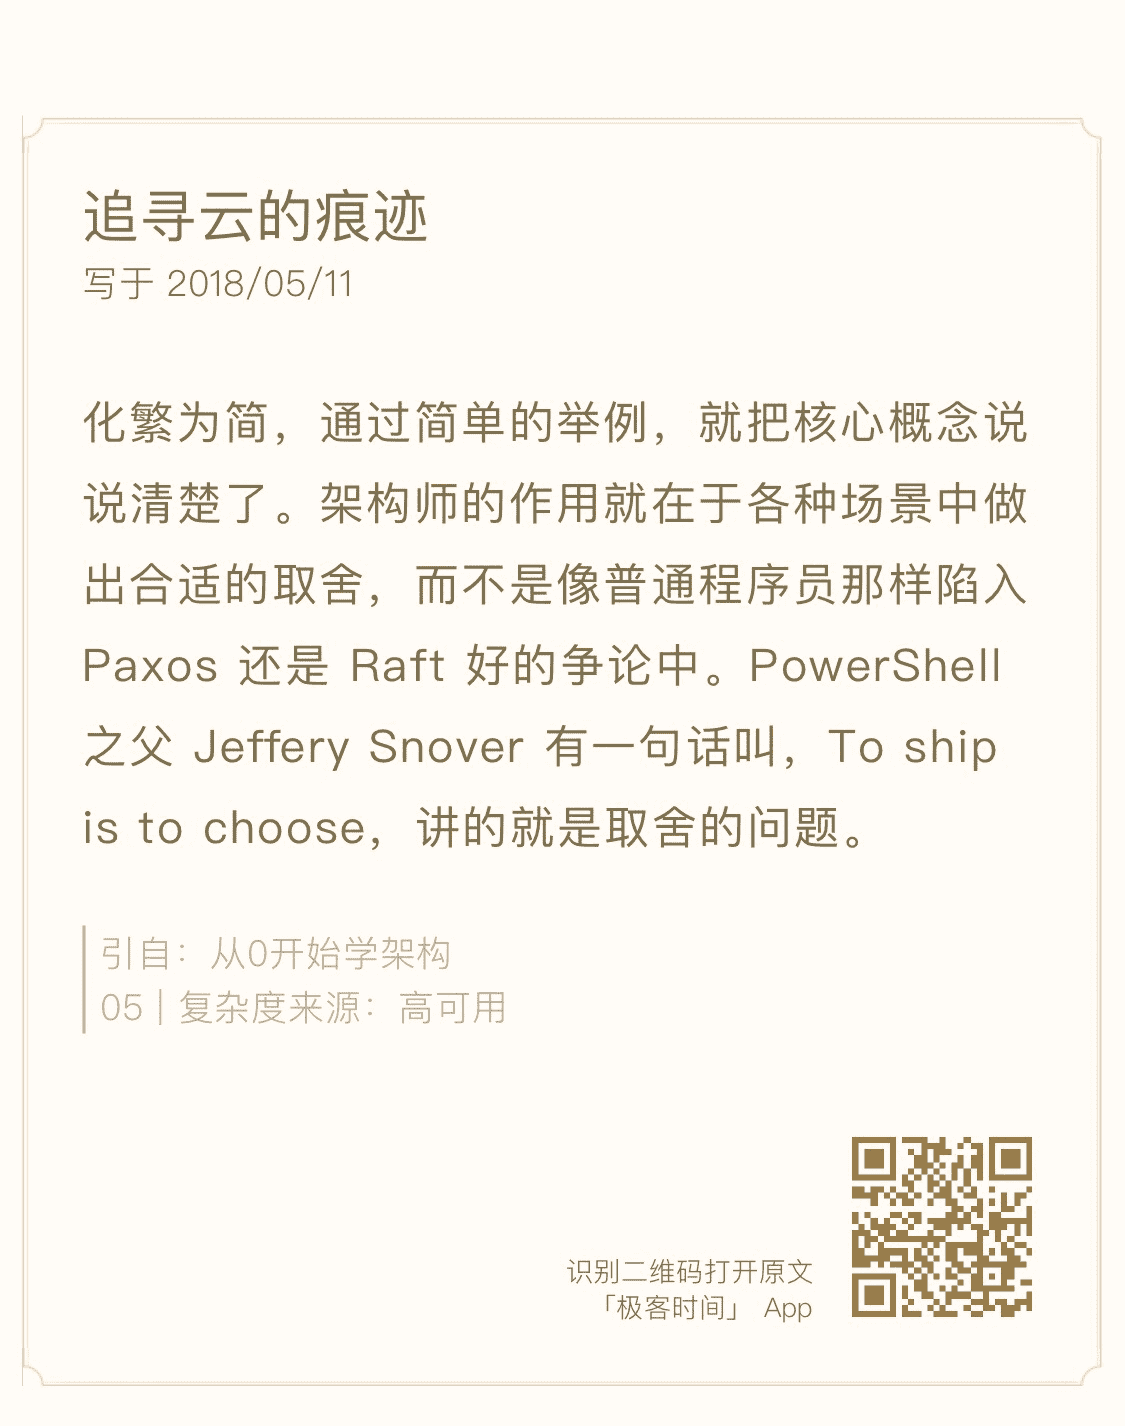 追寻云的痕迹
写于 2018/05/11
化繁为简，通过简单的举例，就把核心概念说
说清楚了。架构师的作用就在于各种场景中做
出合适的取舍，而不是像普通程序员那样陷入
Paxos 还是 Raft 好的争论中。PowerShell
之父 Jeffery Snover 有一句话叫，To ship
is to choose，讲的就是取舍的问题。
引自：从0开始学架构
05 | 复杂度来源：高可用
识别二维码打开原文
「极客时间」 App